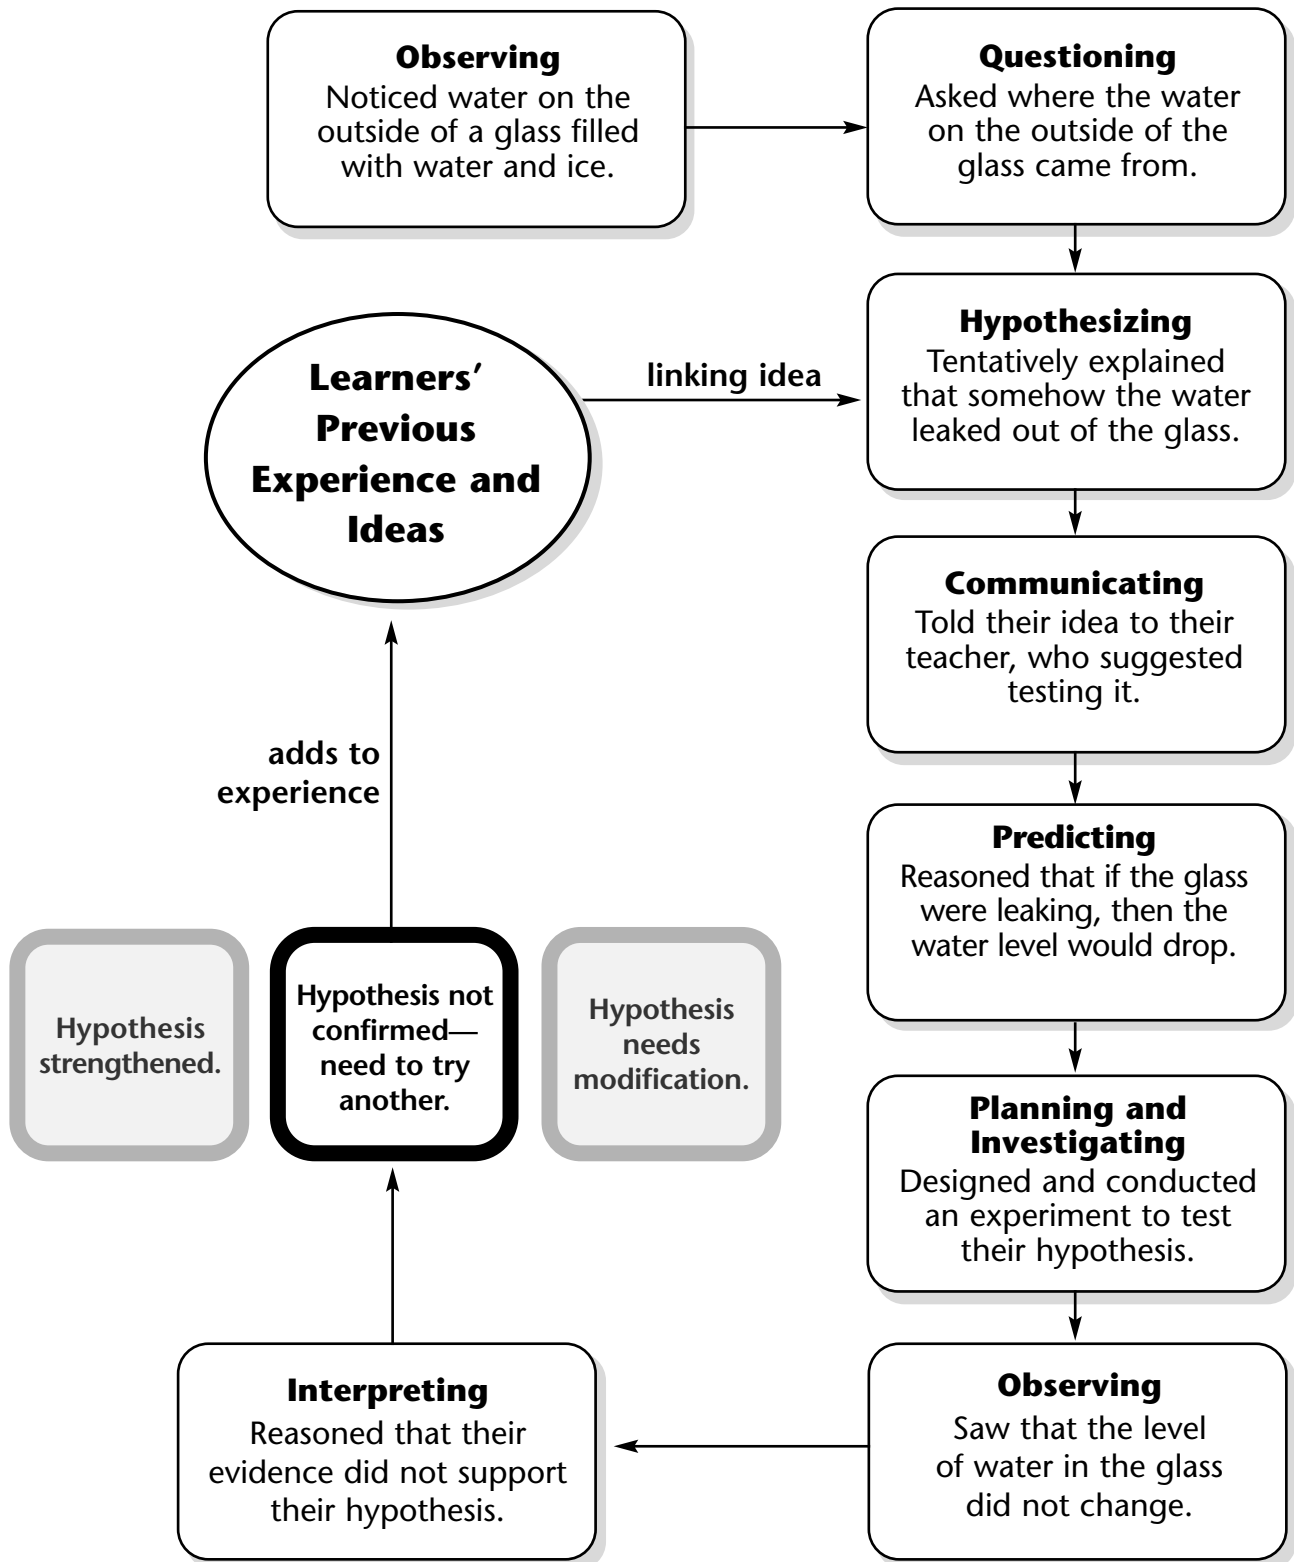 Observing
Noticed water on the
outside of a glass filled
with water and ice.
Questioning
Asked where the water
on the outside of the
glass came from.
Hypothesizing
Tentatively explained
that somehow the water
leaked out of the glass.
Learners’
Previous
Experience and
Ideas
linking idea
Communicating
Told their idea to their
teacher, who suggested
testing it.
adds to
experience
Predicting
Reasoned that if the glass
were leaking, then the
water level would drop.
Hypothesis
strengthened.
Hypothesis not
confirmed—
need to try
another.
Hypothesis
needs
modification.
Planning and
Investigating
Designed and conducted
an experiment to test
their hypothesis.
Observing
Saw that the level
of water in the glass
did not change.
Interpreting
Reasoned that their
evidence did not support
their hypothesis.